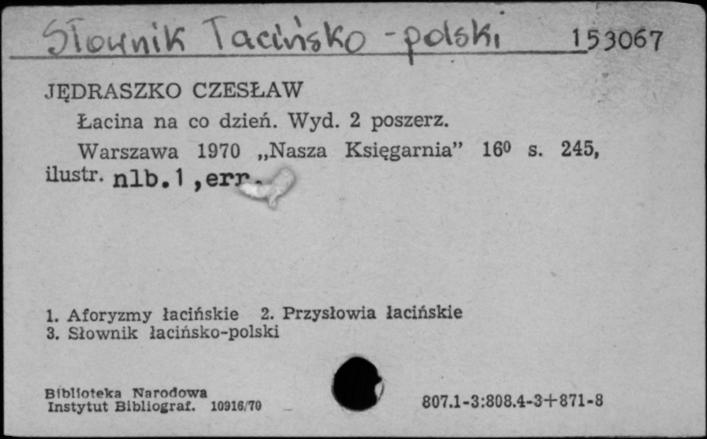 Słownik łacińsko-polski 153067
JĘDRASZKO CZESŁAW
Łacina na co dzień. Wyd. 2 poszerz.
Warszawa 1970 „Nasza Księgarnia” 16⁰ s. 245,
ilustr. nlb.1 ,err.
1. Aforyzmy łacińskie 2. Przysłowia łacińskie
3. Słownik łacińsko-polski
Biblioteka Narodowa
Instytut Bibliograf. 10916/70 807.1-3:808.4-3+871-8